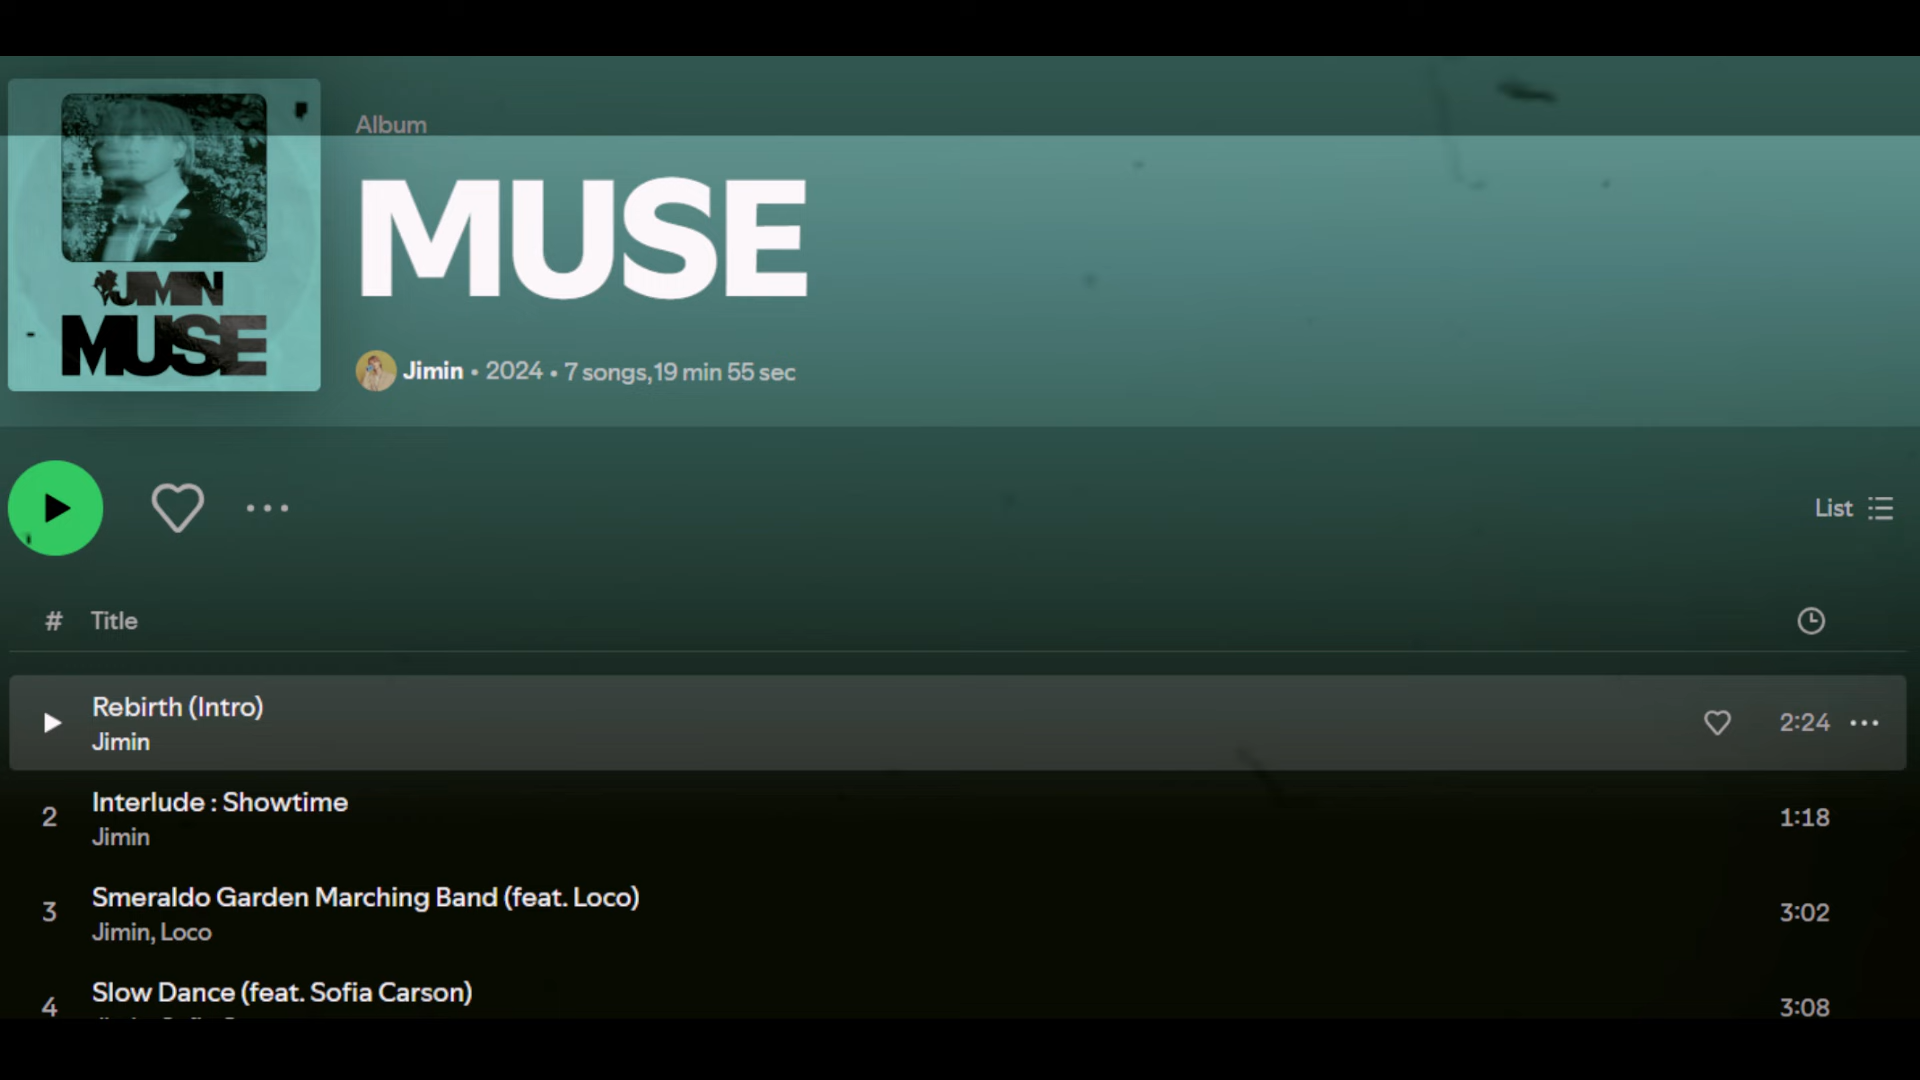 Album
MUSE
JIMIN
MUSE
Jimin • 2024 • 7 songs,19 min 55 sec
List
# Title
Rebirth (Intro)
Jimin
2:24
2
Interlude : Showtime
Jimin
1:18
3
Smeraldo Garden Marching Band (feat. Loco)
Jimin, Loco
3:02
4
Slow Dance (feat. Sofia Carson)
3:08